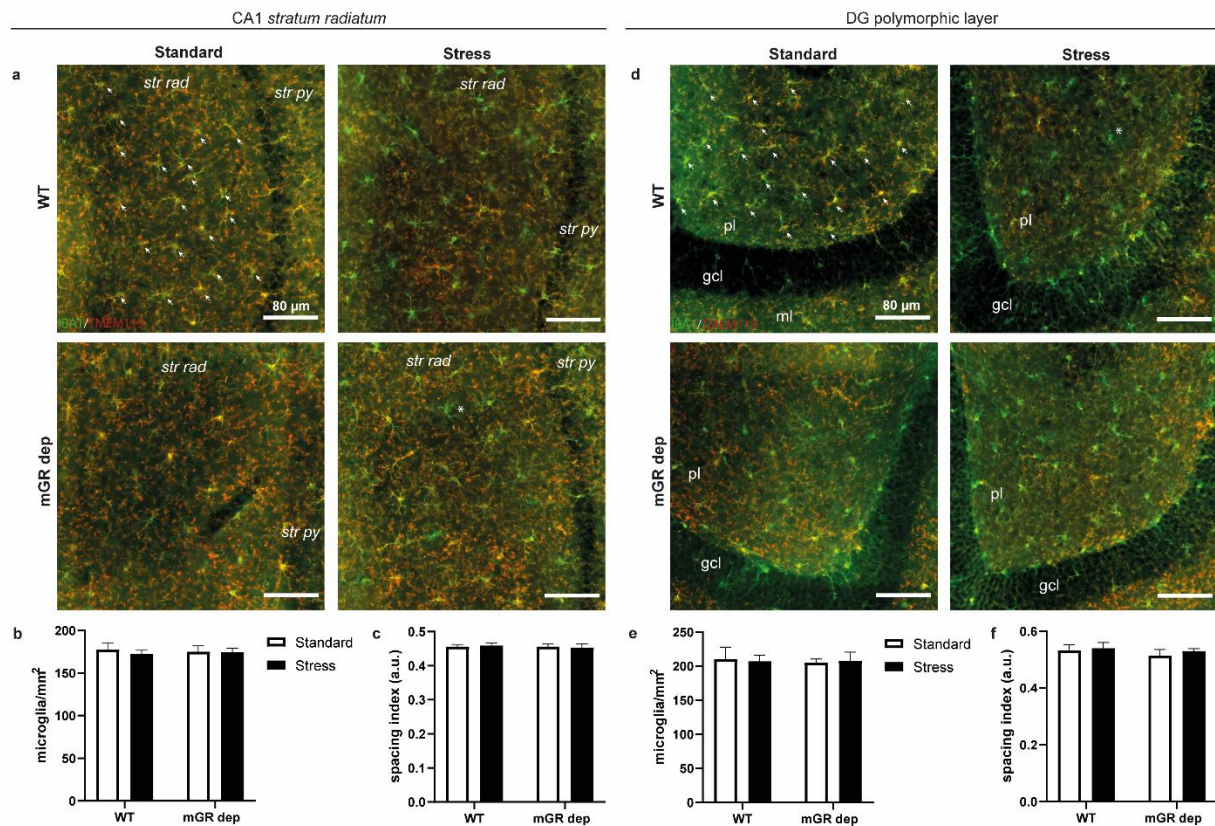 CA1 stratum radiatum
DG polymorphic layer
Standard
Stress
Standard
Stress
a
str rad
str py
str rad
str py
WT
80 µm
IBA1/TMEM119
d
pl
gcl
ml
80 µm
*
pl
gcl
WT
mGR dep
str rad
str py
str rad
str py
*
mGR dep
pl
gcl
pl
gcl
b
microglia/mm²
200
150
100
50
0
WT
mGR dep
Standard
Stress
c
spacing index (a.u.)
0.5
0.4
0.3
0.2
0.1
0.0
WT
mGR dep
e
microglia/mm²
250
200
150
100
50
0
WT
mGR dep
Standard
Stress
f
spacing index (a.u.)
0.6
0.4
0.2
0.0
WT
mGR dep